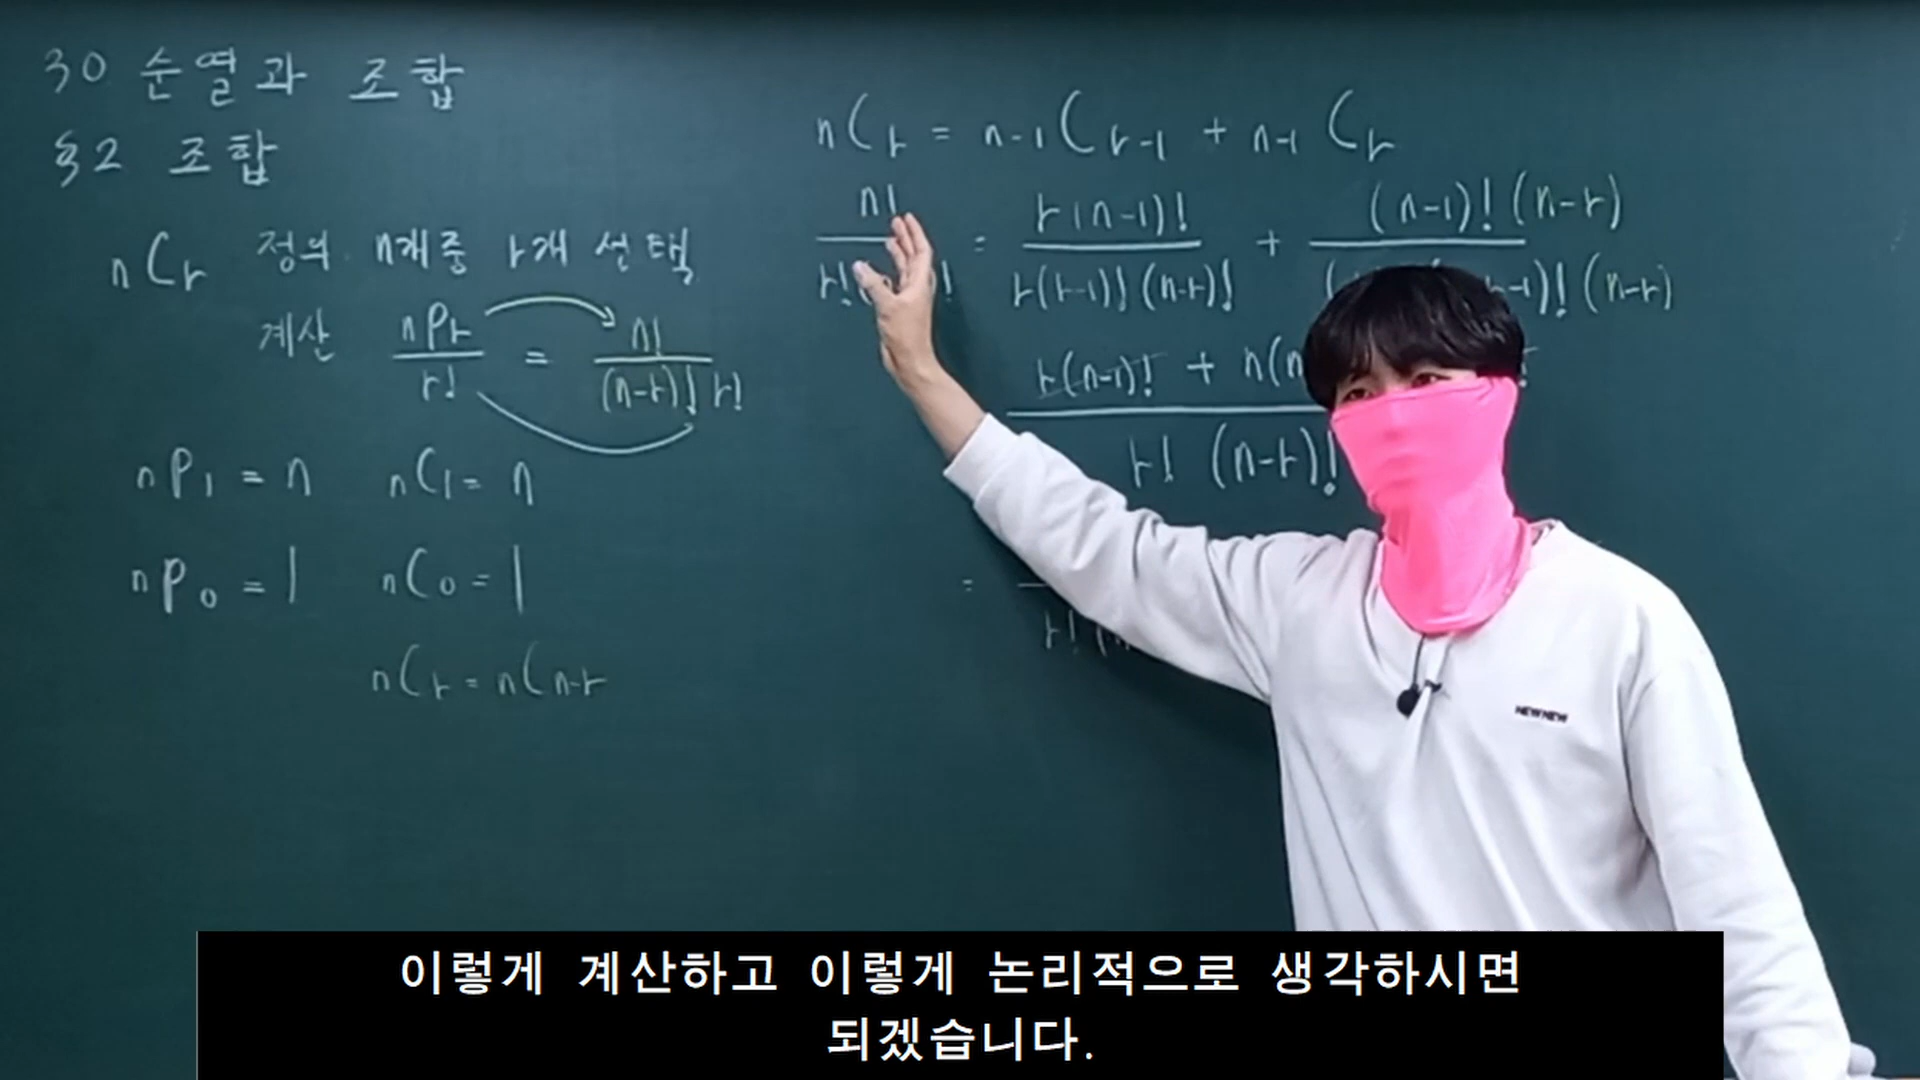 30 순열과 조합
§2 조합
nCr 정의 n개중 r개 선택
계산 nPr/r! = n!/(n-r)! r!
nP1 = n nC1 = n
nP0 = 1 nC0 = 1
nCr = nCn-r
nCr = n-1Cr-1 + n-1Cr
n!/r! = r(n-1)!/r(r-1)!(n-r)! + (n-1)!(n-r)/(n-r)
r(n-1)! + n(n
r! (n-r)!
=
r!
NEWNEW
이렇게 계산하고 이렇게 논리적으로 생각하시면
되겠습니다.